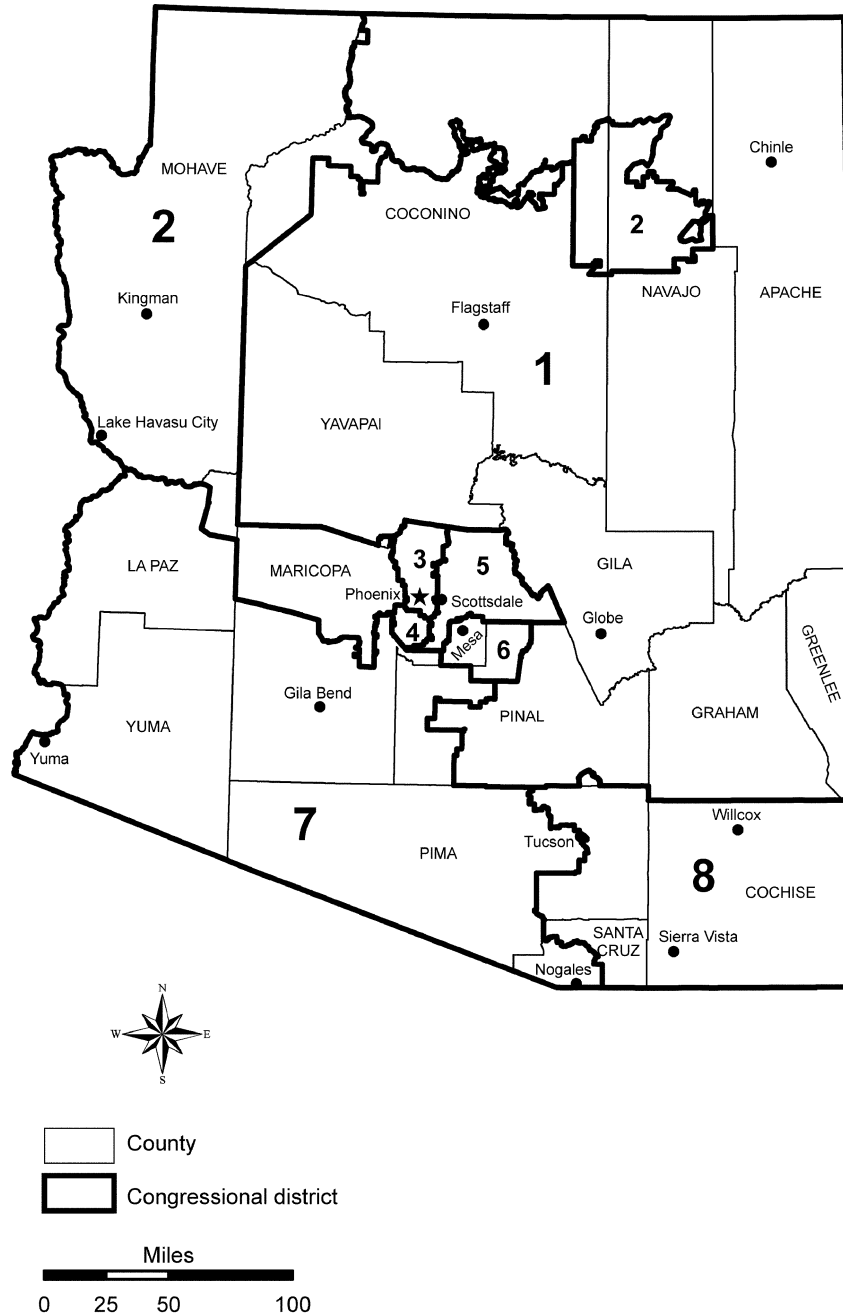 Chinle
MOHAVE
2
COCONINO
2
Kingman
NAVAJO
APACHE
Flagstaff
1
Lake Havasu City
YAVAPAI
LA PAZ
MARICOPA
3
5
GILA
Phoenix
Scottsdale
4
Mesa
6
Globe
GREENLEE
Gila Bend
YUMA
PINAL
GRAHAM
Yuma
7
Willcox
Tucson
PIMA
8
COCHISE
SANTA
CRUZ
Sierra Vista
Nogales
N
W
E
S
County
Congressional district
Miles
0 25 50 100